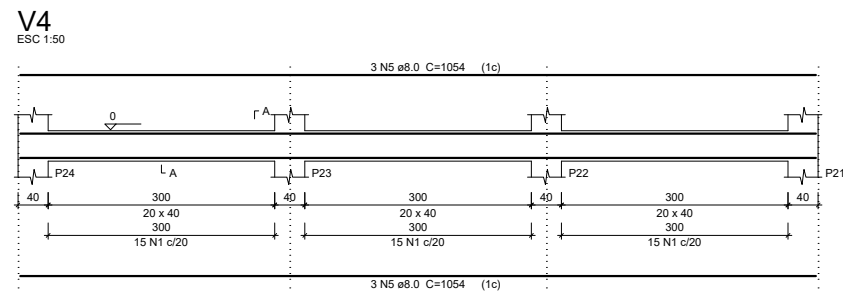 V4
ESC 1:50
3 N5 ø8.0 C=1054 (1c)
0
A
A
P24
P23
P22
P21
40 300 40 300 40 300 40
20 x 40 20 x 40 20 x 40
300 300 300
15 N1 c/20 15 N1 c/20 15 N1 c/20
3 N5 ø8.0 C=1054 (1c)